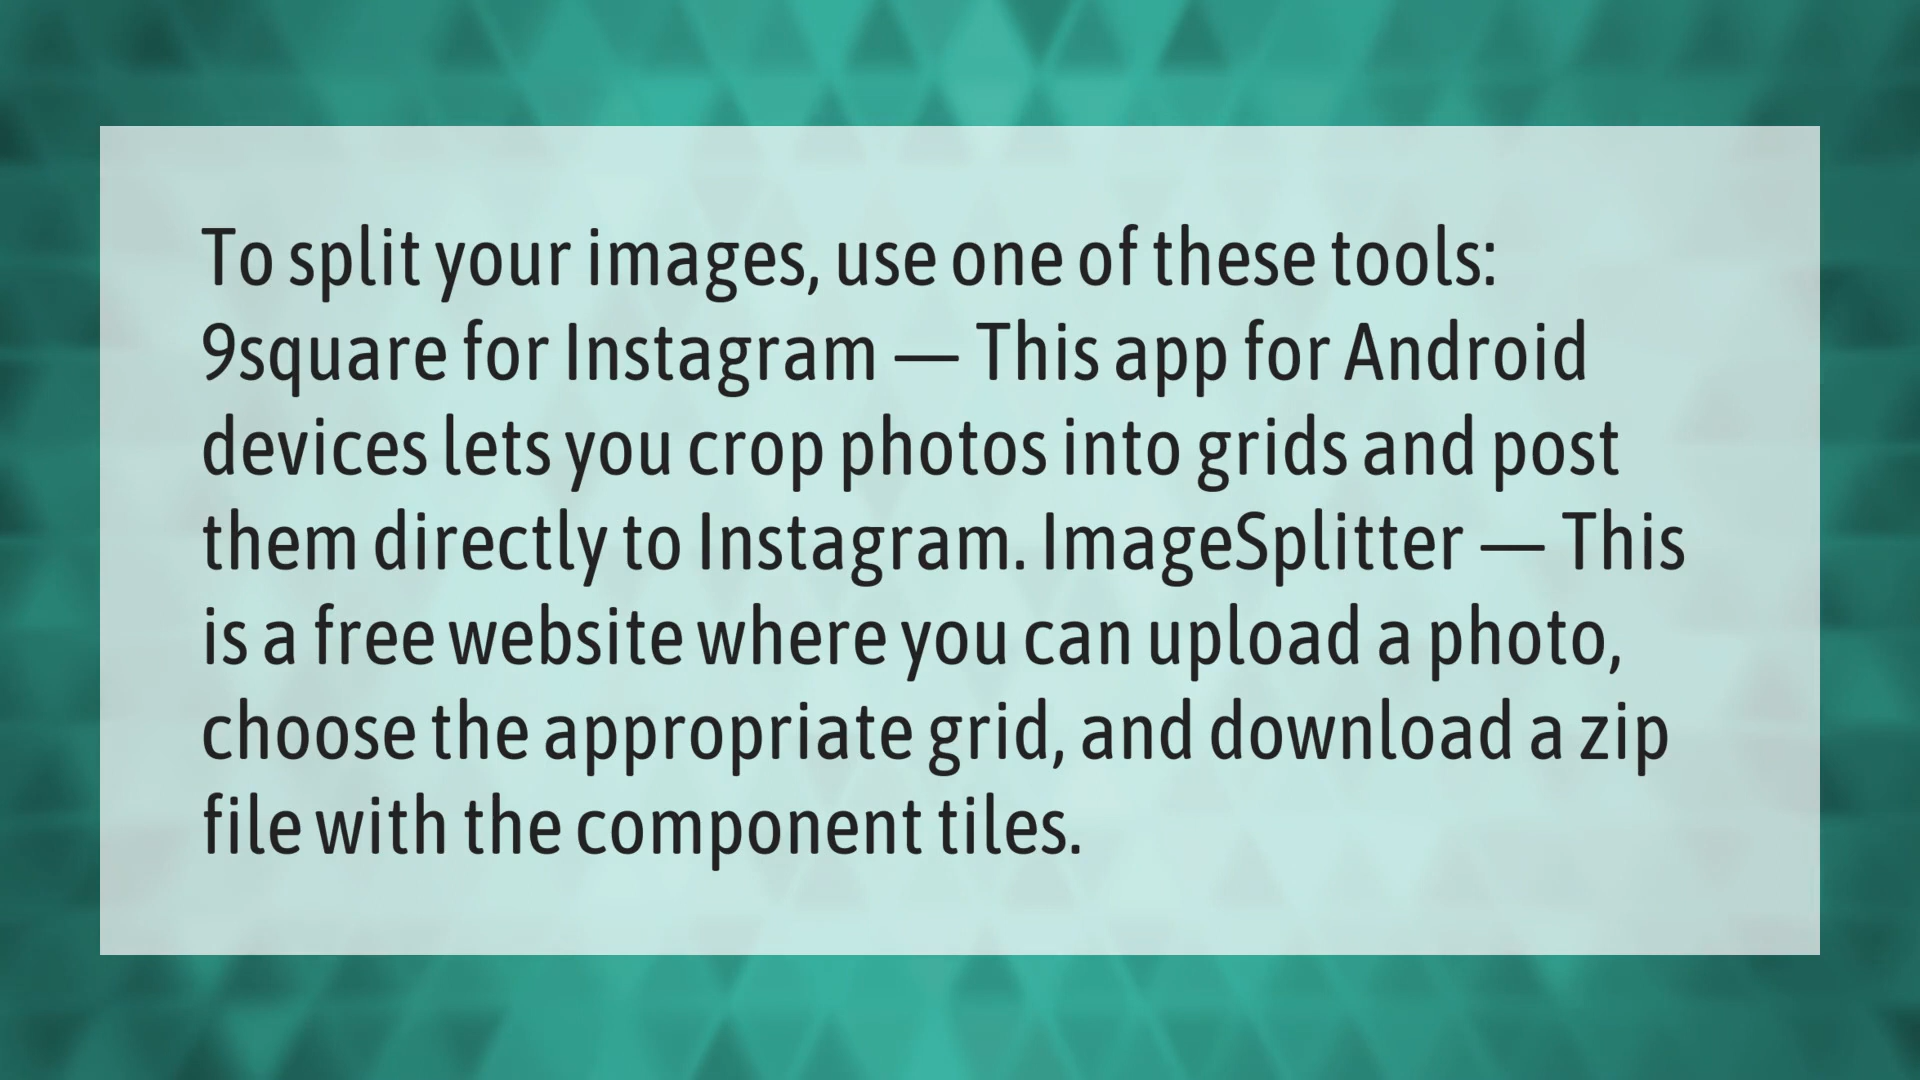 To split your images, use one of these tools:
9square for Instagram — This app for Android
devices lets you crop photos into grids and post
them directly to Instagram. ImageSplitter — This
is a free website where you can upload a photo,
choose the appropriate grid, and download a zip
file with the component tiles.